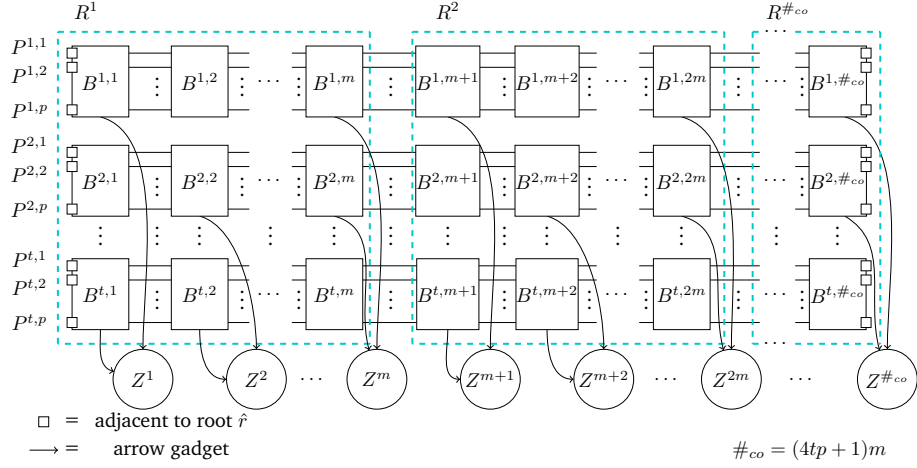 R^1 R^2 R^{#_{co}}
P^{1,1} ...
P^{1,2} B^{1,1} ⋮ B^{1,2} ⋮ ... ⋮ B^{1,m} ⋮ B^{1,m+1} ⋮ B^{1,m+2} ⋮ ... ⋮ B^{1,2m} ⋮ ⋮ B^{1,#_{co}}
P^{1,p}
P^{2,1}
P^{2,2} B^{2,1} ⋮ B^{2,2} ⋮ ... ⋮ B^{2,m} ⋮ B^{2,m+1} ⋮ B^{2,m+2} ⋮ ... ⋮ B^{2,2m} ⋮ ⋮ B^{2,#_{co}}
P^{2,p}
⋮ ⋮ ⋮ ⋮ ⋮ ⋮ ⋮ ⋮ ⋮ ⋮ ⋮
P^{t,1}
P^{t,2} B^{t,1} ⋮ B^{t,2} ⋮ ... ⋮ B^{t,m} ⋮ B^{t,m+1} ⋮ B^{t,m+2} ⋮ ... ⋮ B^{t,2m} ⋮ ⋮ B^{t,#_{co}}
P^{t,p}
...
Z^1 Z^2 ... Z^m Z^{m+1} Z^{m+2} ... Z^{2m} ... Z^{#_{co}}
□ = adjacent to root r̂
→ = arrow gadget #_{co} = (4tp + 1)m